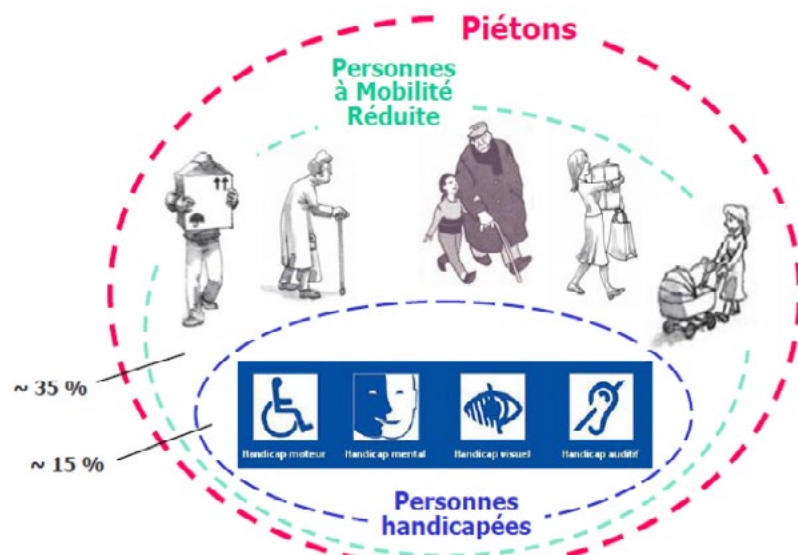 Piétons
Personnes
à Mobilité
Réduite
~ 35 %
~ 15 %
Handicap moteur
Handicap mental
Handicap visuel
Handicap auditif
Personnes
handicapées